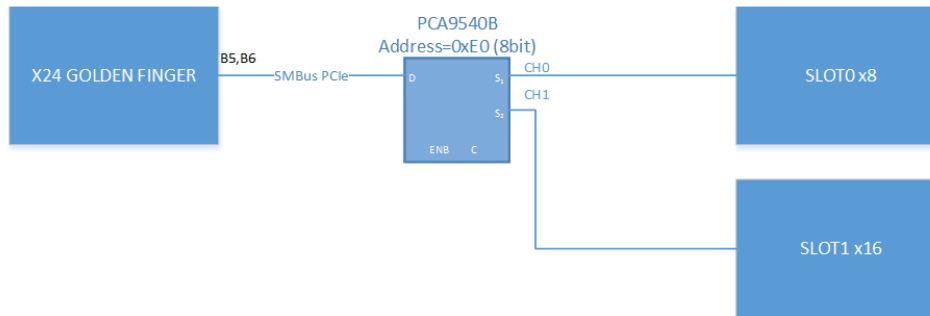 PCA9540B
Address=0xE0 (8bit)
X24 GOLDEN FINGER
B5,B6
SMBus PCIe
D
S₁
S₂
ENB C
CH0
CH1
SLOT0 x8
SLOT1 x16